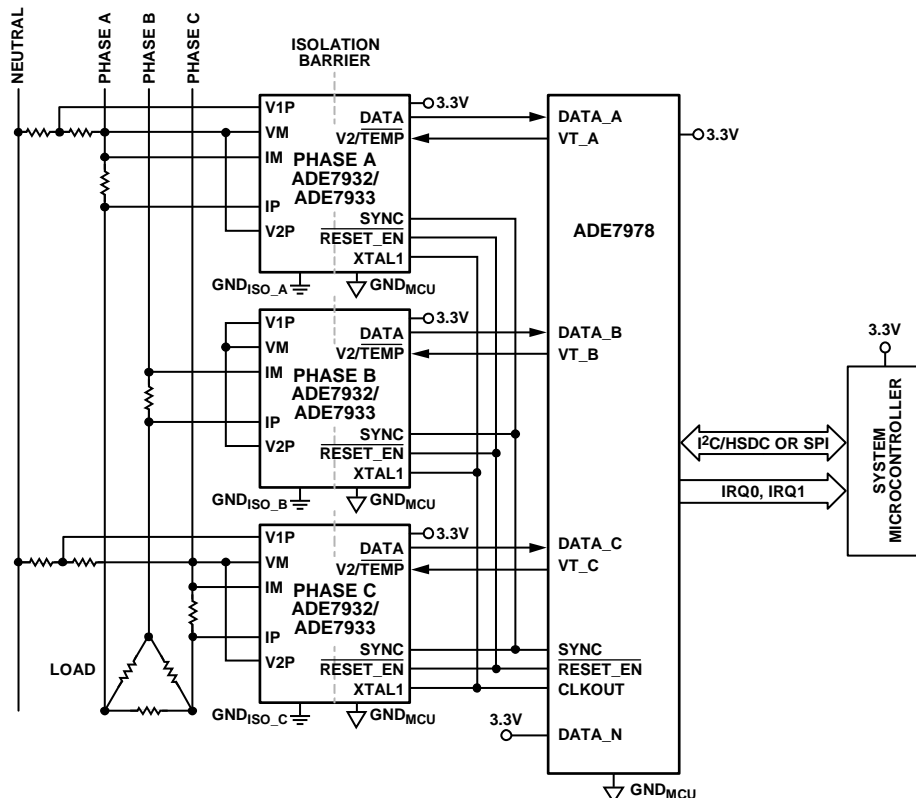 NEUTRAL
PHASE A
PHASE B
PHASE C
ISOLATION
BARRIER
V1P
VM
IM
IP
V2P
DATA
V2/TEMP
PHASE A
ADE7932/
ADE7933
SYNC
RESET_EN
XTAL1
3.3V
GNDISO_A
GNDMCU
V1P
VM
IM
IP
V2P
DATA
V2/TEMP
PHASE B
ADE7932/
ADE7933
SYNC
RESET_EN
XTAL1
3.3V
GNDISO_B
GNDMCU
V1P
VM
IM
IP
V2P
DATA
V2/TEMP
PHASE C
ADE7932/
ADE7933
SYNC
RESET_EN
XTAL1
3.3V
GNDISO_C
GNDMCU
LOAD
DATA_A
VT_A
3.3V
ADE7978
DATA_B
VT_B
DATA_C
VT_C
SYNC
RESET_EN
CLKOUT
3.3V
DATA_N
GNDMCU
I2C/HSDC OR SPI
IRQ0, IRQ1
3.3V
SYSTEM
MICROCONTROLLER